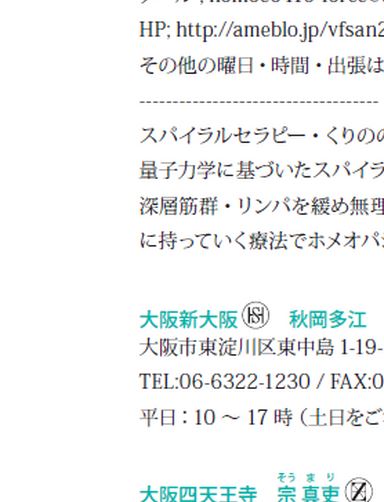 HP; http://ameblo.jp/vfsan2
その他の曜日・時間・出張は
------------------------------------
スパイラルセラピー・くりのの
量子力学に基づいたスパイラ
深層筋群・リンパを緩め無理
に持っていく療法でホメオパシ
大阪新大阪 秋岡多江
大阪市東淀川区東中島 1-19-
TEL:06-6322-1230 / FAX:0
平日：10 ～ 17 時（土日をご
そう ま り
大阪四天王寺 宗 真吏